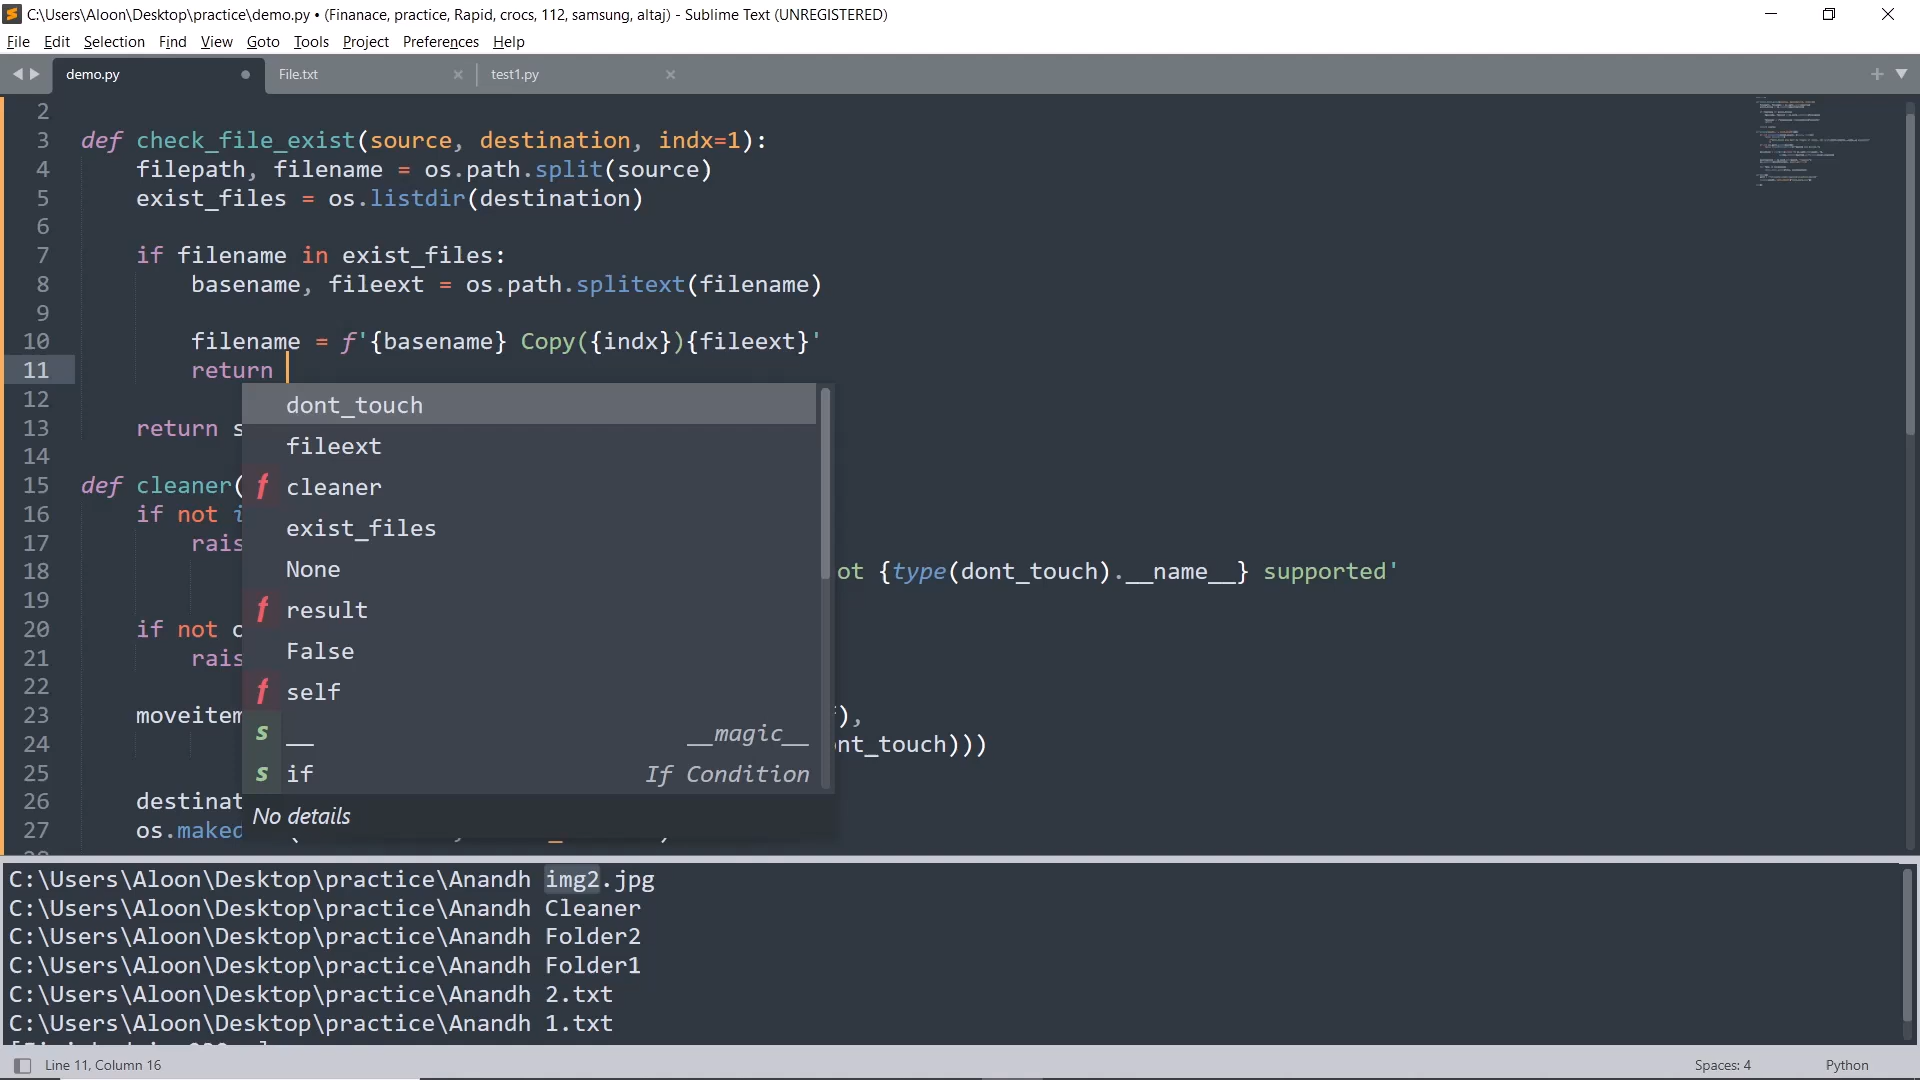 C:\Users\Aloon\Desktop\practice\demo.py • (Finanace, practice, Rapid, crocs, 112, samsung, altaj) - Sublime Text (UNREGISTERED)
File Edit Selection Find View Goto Tools Project Preferences Help
demo.py File.txt test1.py
2
3 def check_file_exist(source, destination, indx=1):
4 filepath, filename = os.path.split(source)
5 exist_files = os.listdir(destination)
6
7 if filename in exist_files:
8 basename, fileext = os.path.splitext(filename)
9
10 filename = f'{basename} Copy({indx}){fileext}'
11 return
12
dont_touch
13 return s
fileext
14
15 def cleaner(
f cleaner
16 if not i
exist_files
17 rais
None
18 ot {type(dont_touch).__name__} supported'
19
f result
20 if not c
False
21 rais
22
f self
23 moveitem f),
s __ __magic__
24 nt_touch)))
25
s if If Condition
26 destinat
No details
27 os.maked
C:\Users\Aloon\Desktop\practice\Anandh img2.jpg
C:\Users\Aloon\Desktop\practice\Anandh Cleaner
C:\Users\Aloon\Desktop\practice\Anandh Folder2
C:\Users\Aloon\Desktop\practice\Anandh Folder1
C:\Users\Aloon\Desktop\practice\Anandh 2.txt
C:\Users\Aloon\Desktop\practice\Anandh 1.txt
Line 11, Column 16 Spaces: 4 Python